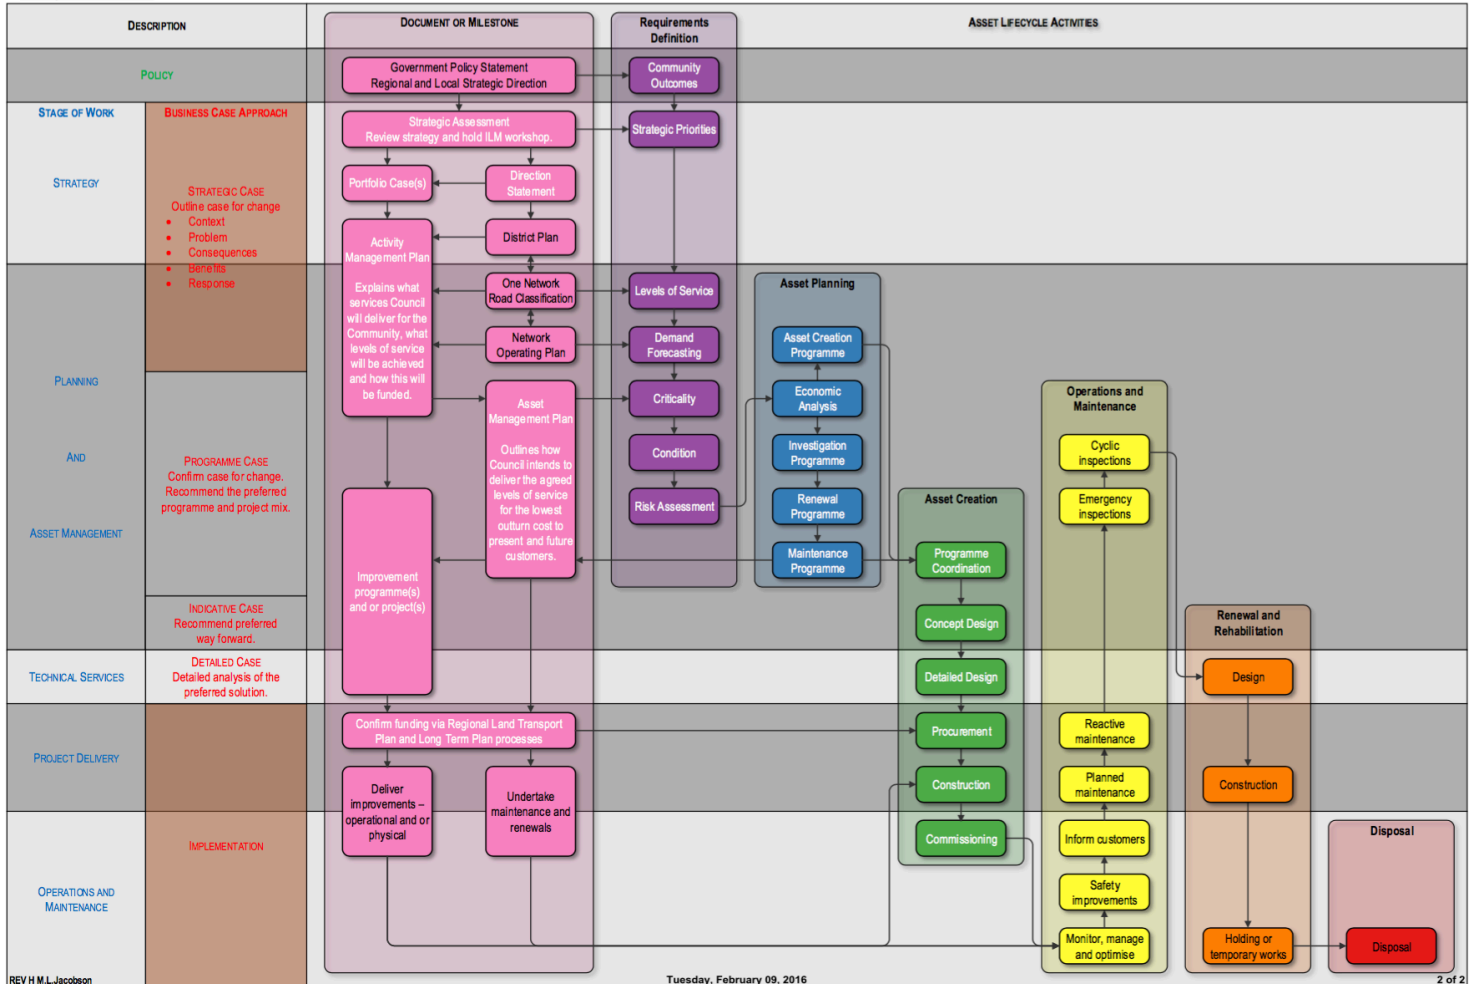 DESCRIPTION
DOCUMENT OR MILESTONE
Requirements
Definition
ASSET LIFECYCLE ACTIVITIES
POLICY
Government Policy Statement
Regional and Local Strategic Direction
Community
Outcomes
STAGE OF WORK
BUSINESS CASE APPROACH
Strategic Assessment
Review strategy and hold ILM workshop.
Strategic Priorities
STRATEGY
STRATEGIC CASE
Outline case for change
• Context
• Problem
• Consequences
• Benefits
• Response
Portfolio Case(s)
Direction
Statement
District Plan
Activity
Management Plan
Explains what
services Council
will deliver for the
Community, what
levels of service
will be achieved
and how this will
be funded.
One Network
Road Classification
Network
Operating Plan
Levels of Service
Demand
Forecasting
Criticality
Condition
Risk Assessment
Asset Planning
Asset Creation
Programme
Economic
Analysis
Investigation
Programme
Renewal
Programme
Maintenance
Programme
PLANNING
AND
ASSET MANAGEMENT
PROGRAMME CASE
Confirm case for change.
Recommend the preferred
programme and project mix.
Asset
Management Plan
Outlines how
Council intends to
deliver the agreed
levels of service
for the lowest
outturn cost to
present and future
customers.
Improvement
programme(s)
and or project(s)
INDICATIVE CASE
Recommend preferred
way forward.
TECHNICAL SERVICES
DETAILED CASE
Detailed analysis of the
preferred solution.
Asset Creation
Programme
Coordination
Concept Design
Detailed Design
Procurement
Construction
Commissioning
Operations and
Maintenance
Cyclic
inspections
Emergency
inspections
Reactive
maintenance
Planned
maintenance
Inform customers
Safety
improvements
Monitor, manage
and optimise
Renewal and
Rehabilitation
Design
Construction
Holding or
temporary works
Disposal
Disposal
PROJECT DELIVERY
Confirm funding via Regional Land Transport
Plan and Long Term Plan processes
Deliver
improvements –
operational and or
physical
Undertake
maintenance and
renewals
IMPLEMENTATION
OPERATIONS AND
MAINTENANCE
REV H M.L.Jacobson
Tuesday, February 09, 2016
2 of 2